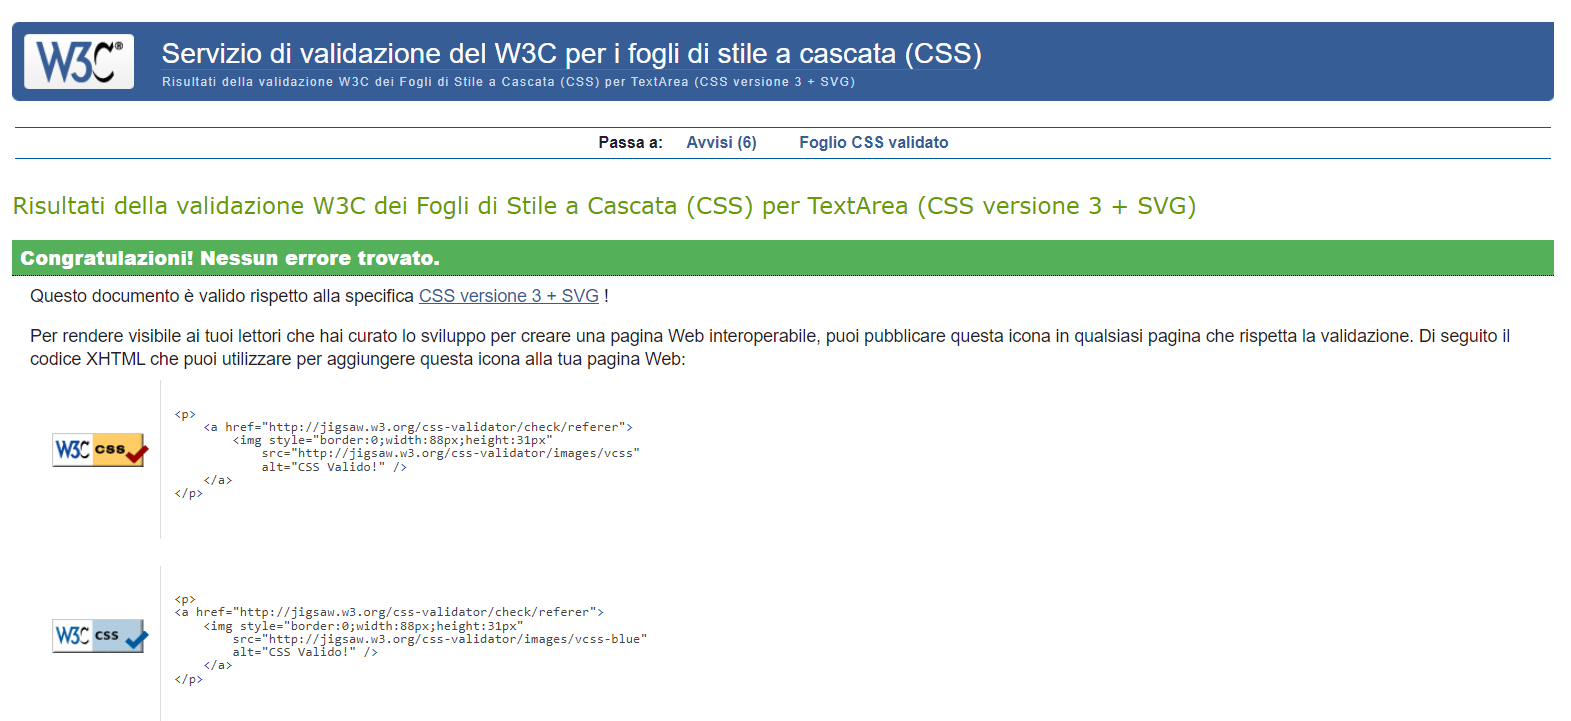 W3C®
Servizio di validazione del W3C per i fogli di stile a cascata (CSS)
Risultati della validazione W3C dei Fogli di Stile a Cascata (CSS) per TextArea (CSS versione 3 + SVG)
Passa a: Avvisi (6) Foglio CSS validato
Risultati della validazione W3C dei Fogli di Stile a Cascata (CSS) per TextArea (CSS versione 3 + SVG)
Congratulazioni! Nessun errore trovato.
Questo documento è valido rispetto alla specifica CSS versione 3 + SVG !
Per rendere visibile ai tuoi lettori che hai curato lo sviluppo per creare una pagina Web interoperabile, puoi pubblicare questa icona in qualsiasi pagina che rispetta la validazione. Di seguito il
codice XHTML che puoi utilizzare per aggiungere questa icona alla tua pagina Web:
W3C css
<p>
<a href="http://jigsaw.w3.org/css-validator/check/referer">
<img style="border:0;width:88px;height:31px"
src="http://jigsaw.w3.org/css-validator/images/vcss"
alt="CSS Valido!" />
</a>
</p>
W3C css
<p>
<a href="http://jigsaw.w3.org/css-validator/check/referer">
<img style="border:0;width:88px;height:31px"
src="http://jigsaw.w3.org/css-validator/images/vcss-blue"
alt="CSS Valido!" />
</a>
</p>